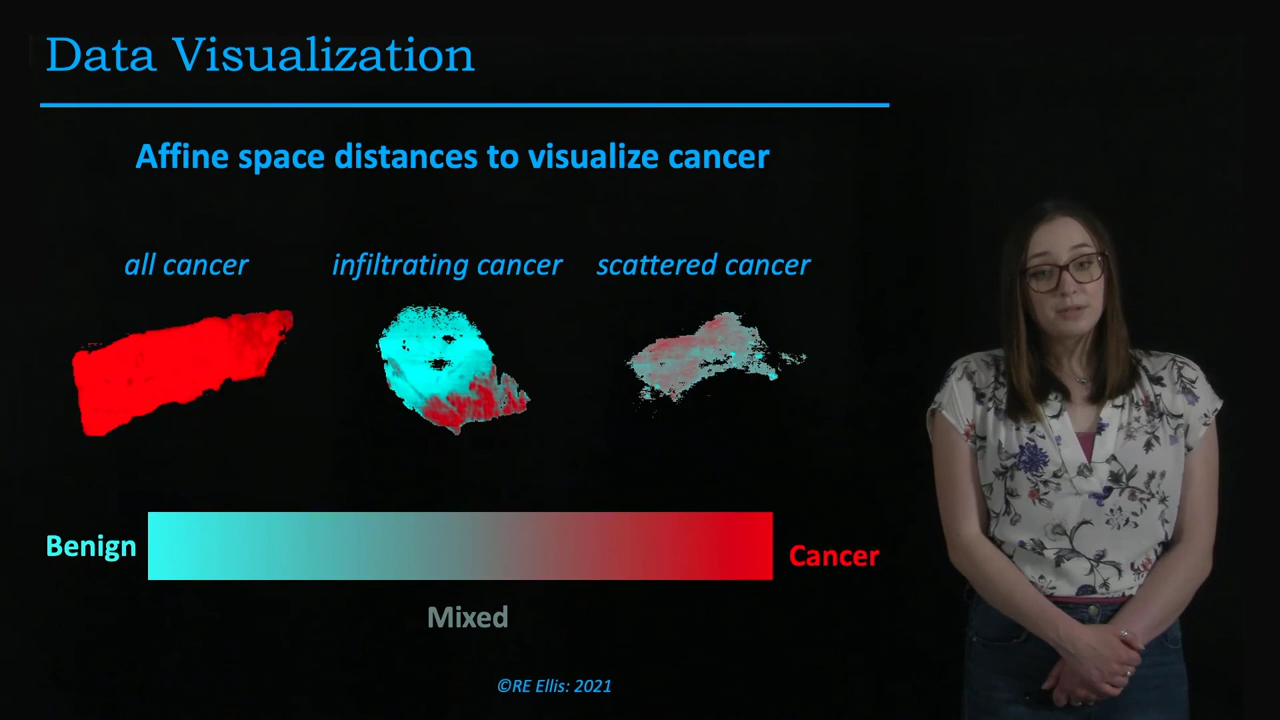 Data Visualization
Affine space distances to visualize cancer
all cancer
infiltrating cancer
scattered cancer
Benign
Cancer
Mixed
©RE Ellis: 2021